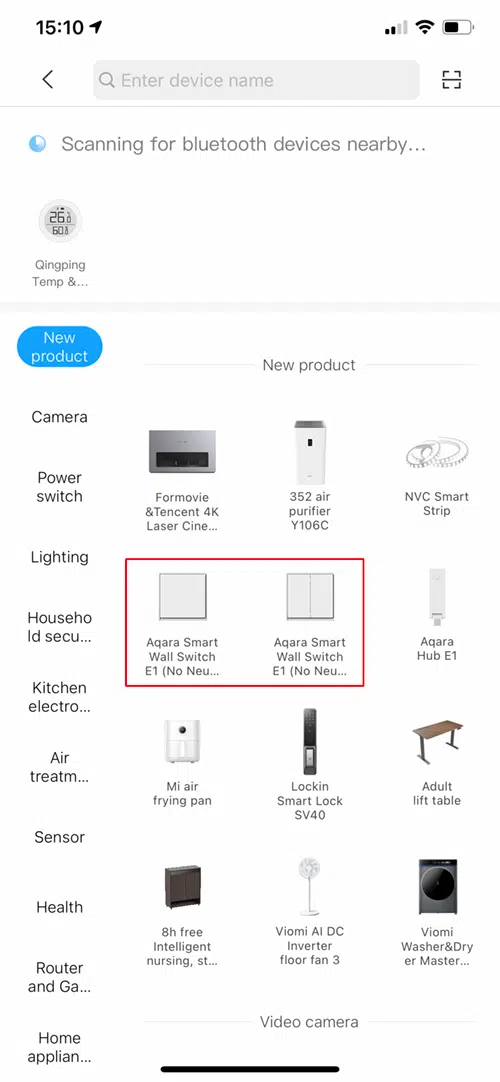 15:10
Enter device name
Scanning for bluetooth devices nearby...
26.0
60.0
Qingping
Temp &...
New
product
New product
Camera
Power
switch
Lighting
Househo
ld secu...
Kitchen
electro...
Air
treatm...
Sensor
Health
Router
and Ga...
Home
applian...
Formovie
&Tencent 4K
Laser Cine...
352 air
purifier
Y106C
NVC Smart
Strip
Aqara Smart
Wall Switch
E1 (No Neu...
Aqara Smart
Wall Switch
E1 (No Neu...
Aqara
Hub E1
Mi air
frying pan
Lockin
Smart Lock
SV40
Adult
lift table
8h free
Intelligent
nursing, st...
Viomi AI DC
Inverter
floor fan 3
Viomi
Washer&Dry
er Master...
Video camera